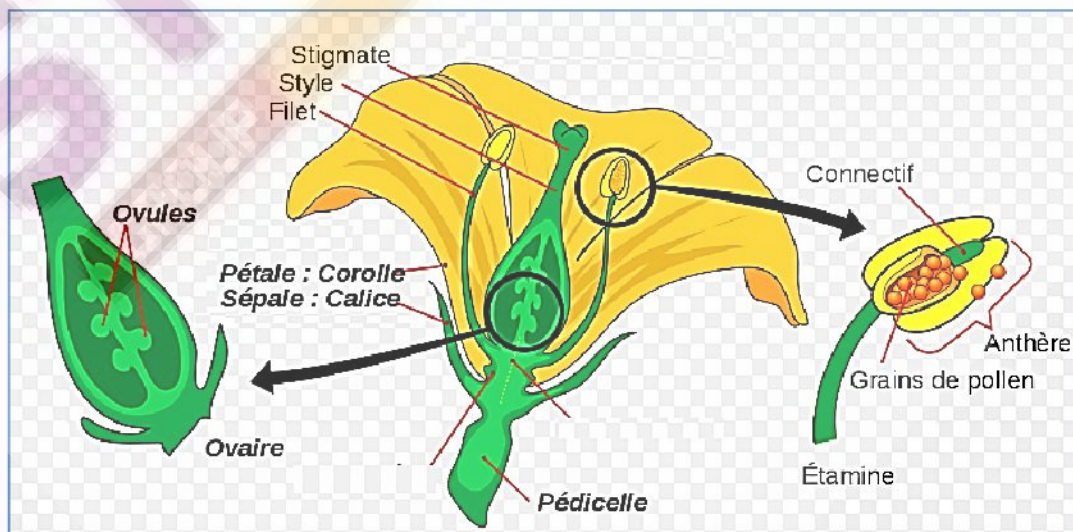 Stigmate
Style
Filet
Connectif
Ovules
Pétale : Corolle
Sépale : Calice
Anthère
Grains de pollen
Ovaire
Étamine
Pédicelle